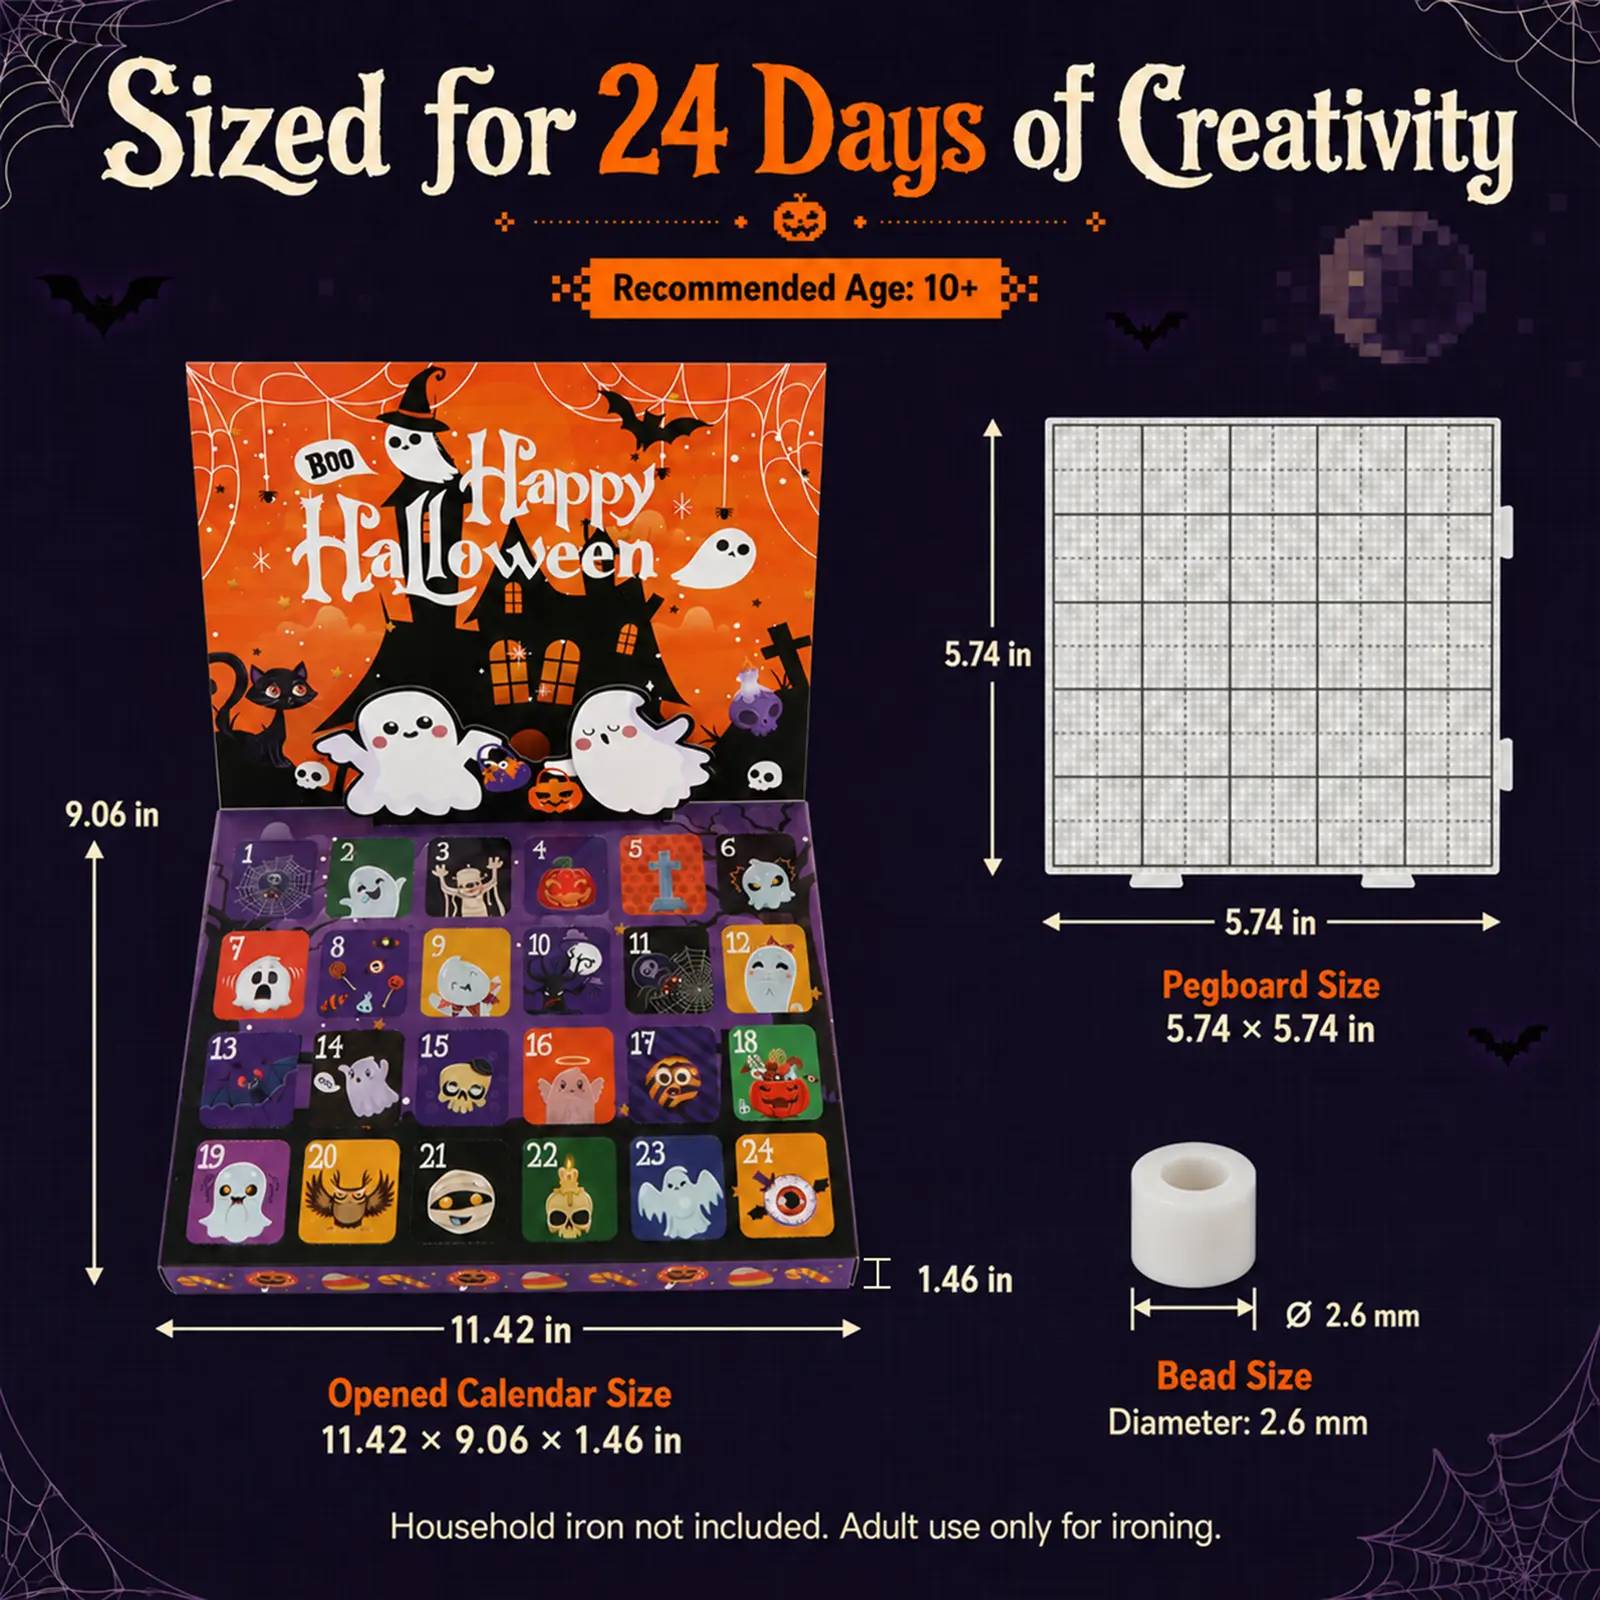 Sized for 24 Days of Creativity
Recommended Age: 10+
BOO
Happy
Halloween
1 2 3 4 5 6
7 8 9 10 11 12
13 14 15 16 17 18
19 20 21 22 23 24
9.06 in
11.42 in
1.46 in
Opened Calendar Size
11.42 × 9.06 × 1.46 in
5.74 in
5.74 in
Pegboard Size
5.74 × 5.74 in
Ø 2.6 mm
Bead Size
Diameter: 2.6 mm
Household iron not included. Adult use only for ironing.